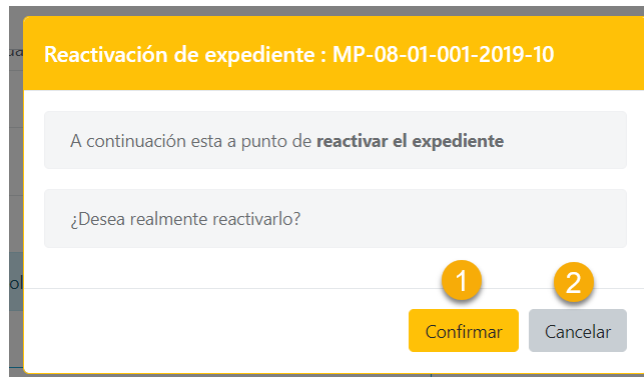 Reactivación de expediente : MP-08-01-001-2019-10
A continuación esta a punto de reactivar el expediente
¿Desea realmente reactivarlo?
1 2
Confirmar Cancelar